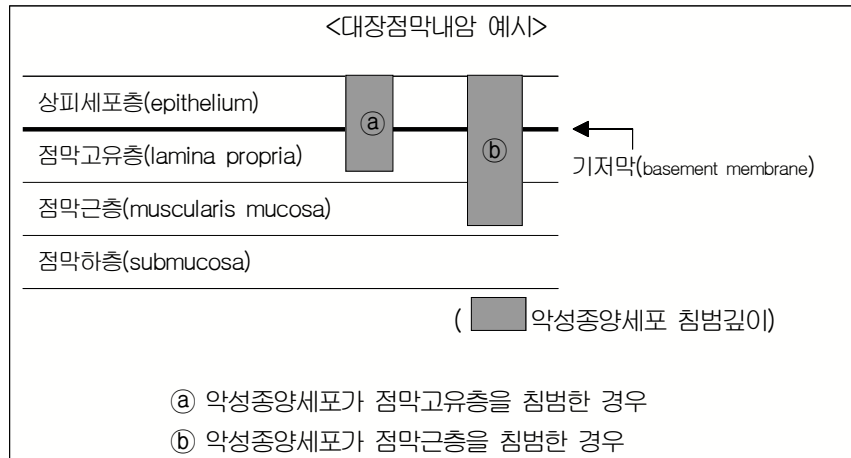 <대장점막내암 예시>
상피세포층(epithelium)
ⓐ
점막고유층(lamina propria)
ⓑ
기저막(basement membrane)
점막근층(muscularis mucosa)
점막하층(submucosa)
( 악성종양세포 침범깊이)
ⓐ 악성종양세포가 점막고유층을 침범한 경우
ⓑ 악성종양세포가 점막근층을 침범한 경우